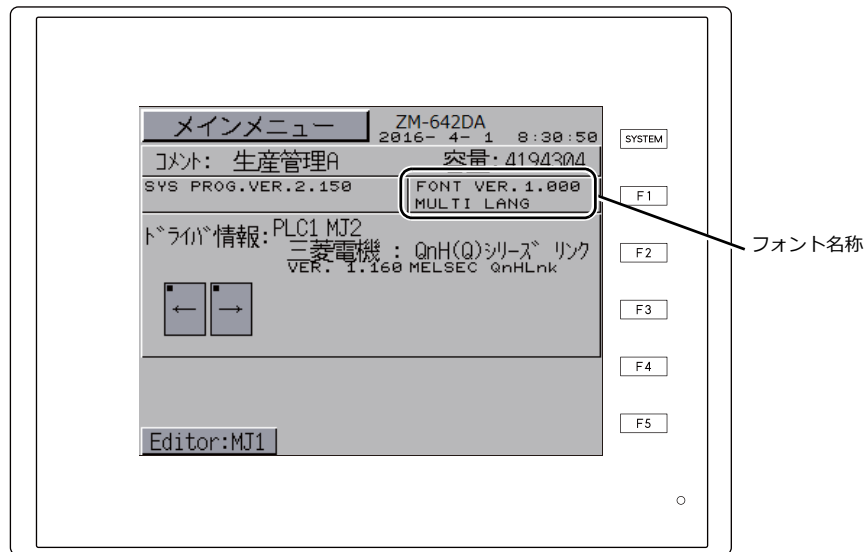 メインメニュー
ZM-642DA
2016- 4- 1 8:30:50
SYSTEM
コメント: 生産管理A 容量:4194304
SYS PROG.VER.2.150
FONT VER.1.000
MULTI LANG
F1
フォント名称
ドライバ情報:PLC1 MJ2
三菱電機 : QnH(Q)シリーズ リンク
VER. 1.160 MELSEC QnHLnk
F2
← →
F3
F4
F5
Editor:MJ1